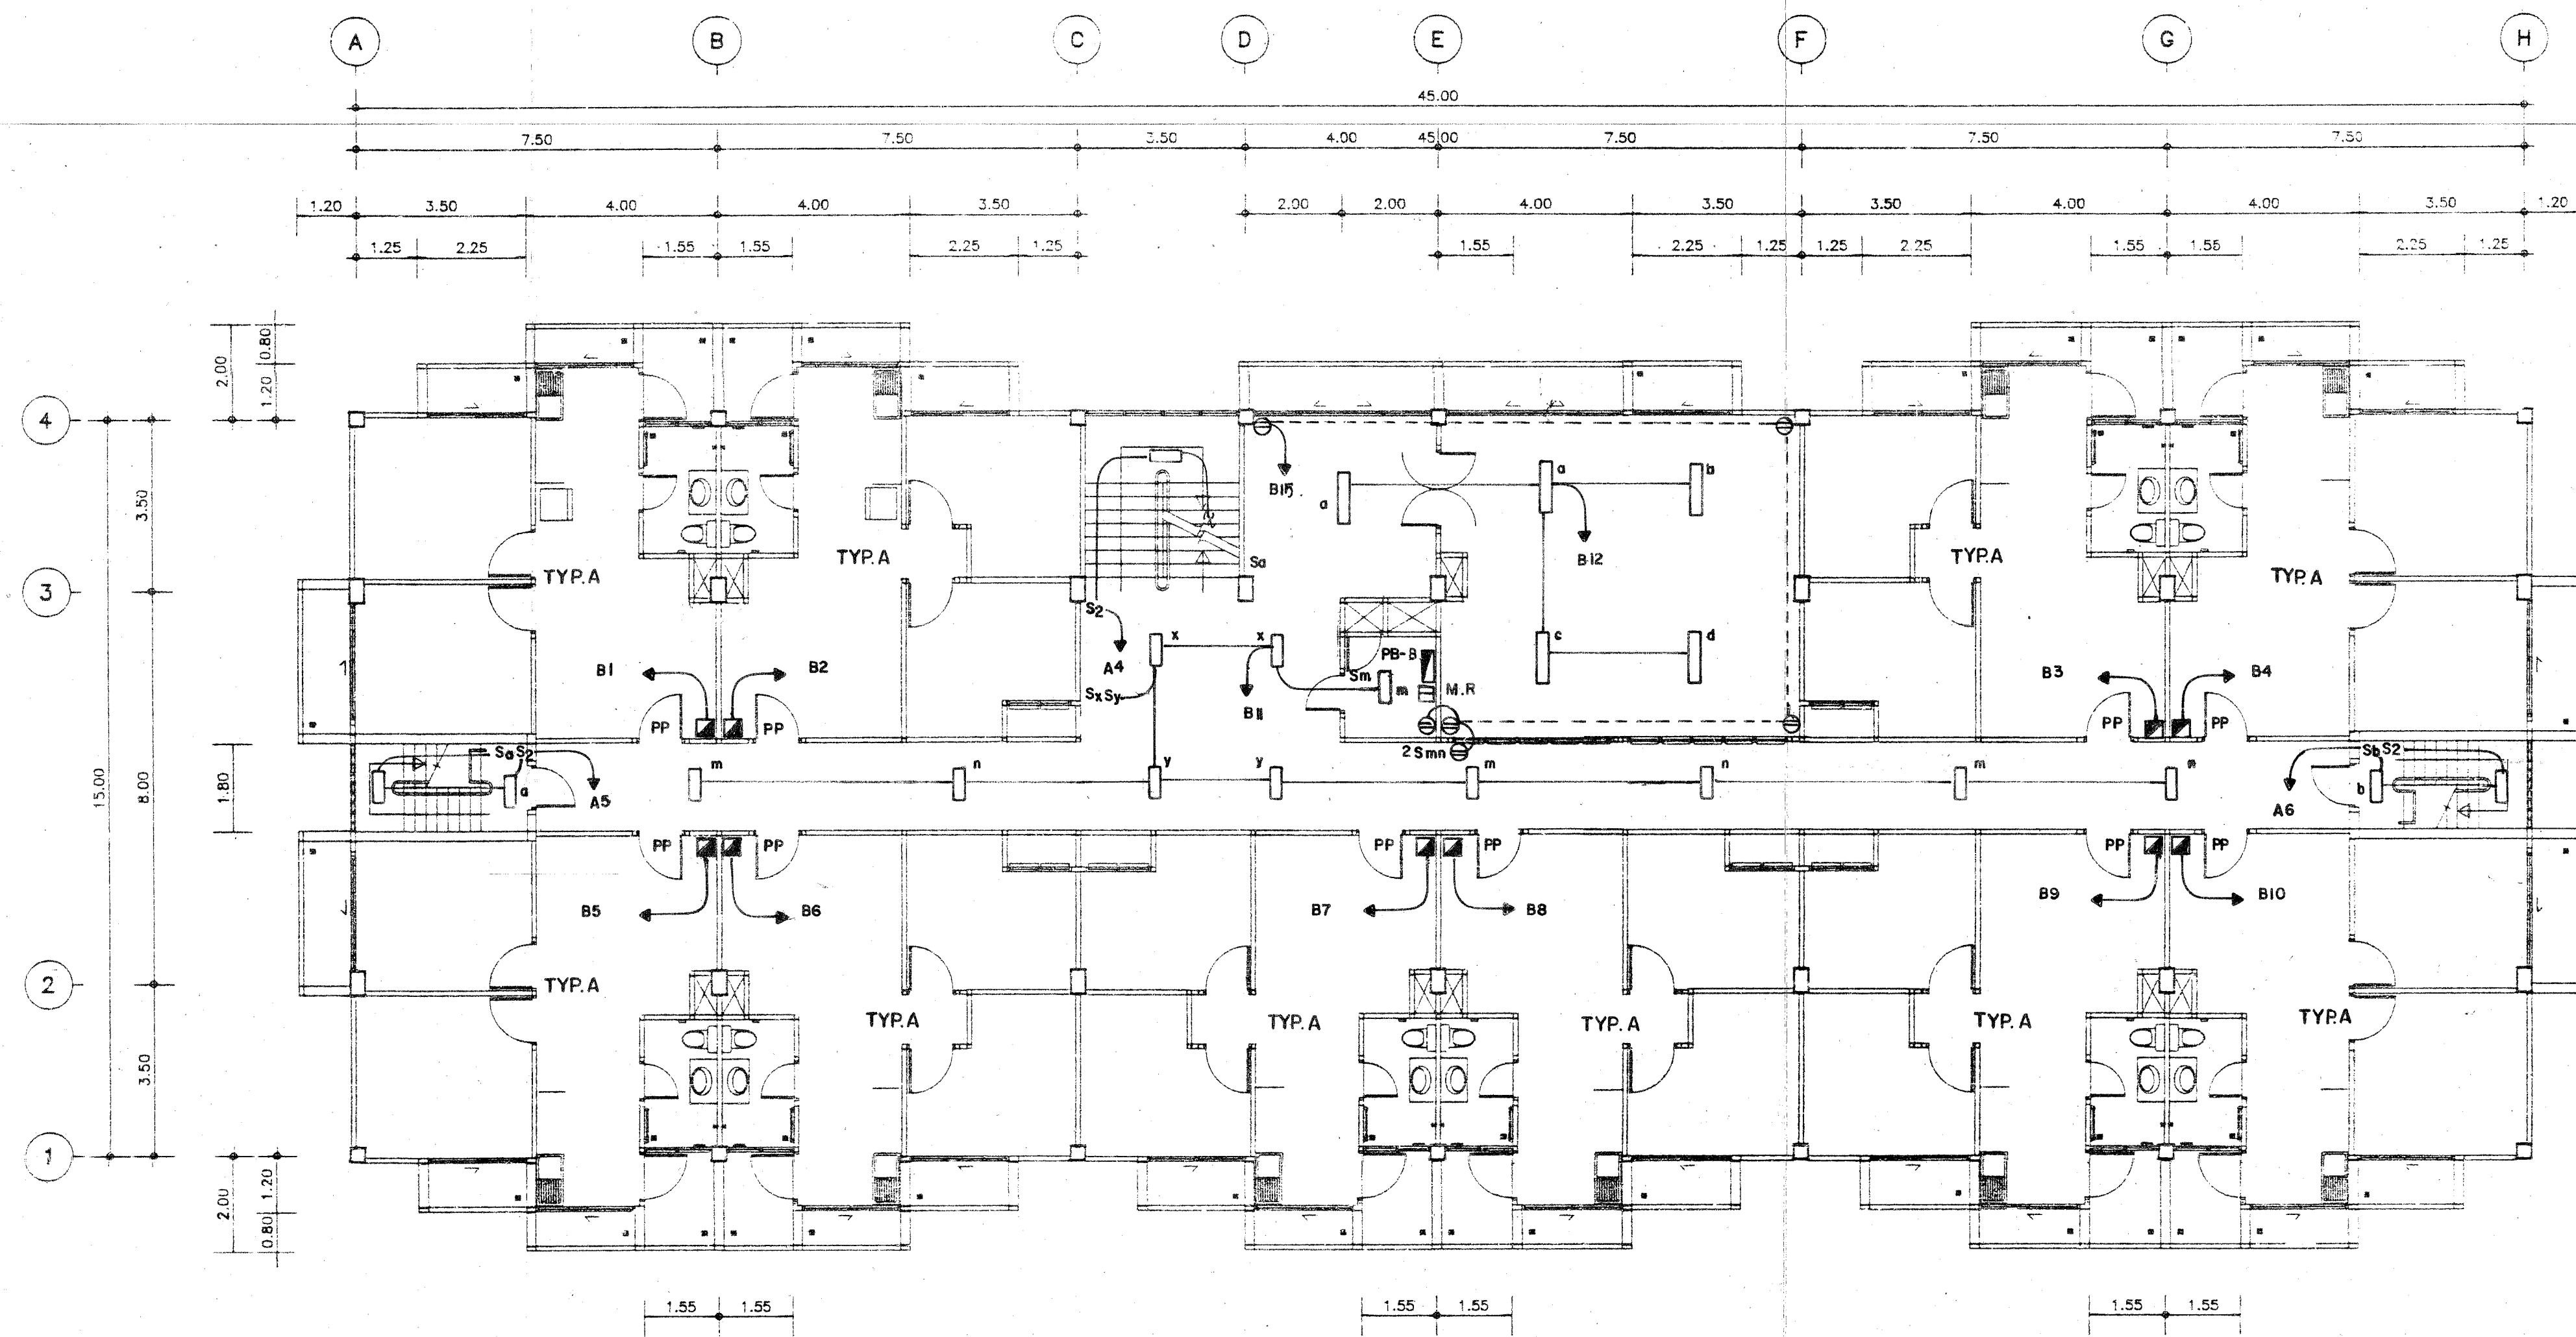 A B C D E F G H
45.00
7.50 7.50 3.50 4.00 45.00 7.50 7.50 7.50
1.20 3.50 4.00 4.00 3.50 2.00 2.00 4.00 3.50 3.50 4.00 4.00 3.50 1.20
1.25 2.25 1.55 1.55 2.25 1.25 1.55 2.25 1.25 1.25 2.25 1.55 1.55 2.25 1.25
2.00 0.80
1.20
4
3.50
B15
a a b
B12
Sa
TYP.A TYP.A TYP.A TYP.A
3
S2
x x c d
A4 PB-B
B1 B2 Sm m M.R B3 B4
SxSy
B11
PP PP PP PP
2Smn
SaS2 SbS2
m n y y m n m n
a b
A5 A6
15.00 8.00 1.80
PP PP PP PP PP PP
B5 B6 B7 B8 B9 B10
2
TYP.A TYP.A TYP.A TYP.A TYP.A TYP.A
3.50
1
2.00 1.20
0.80
1.55 1.55 1.55 1.55 1.55 1.55